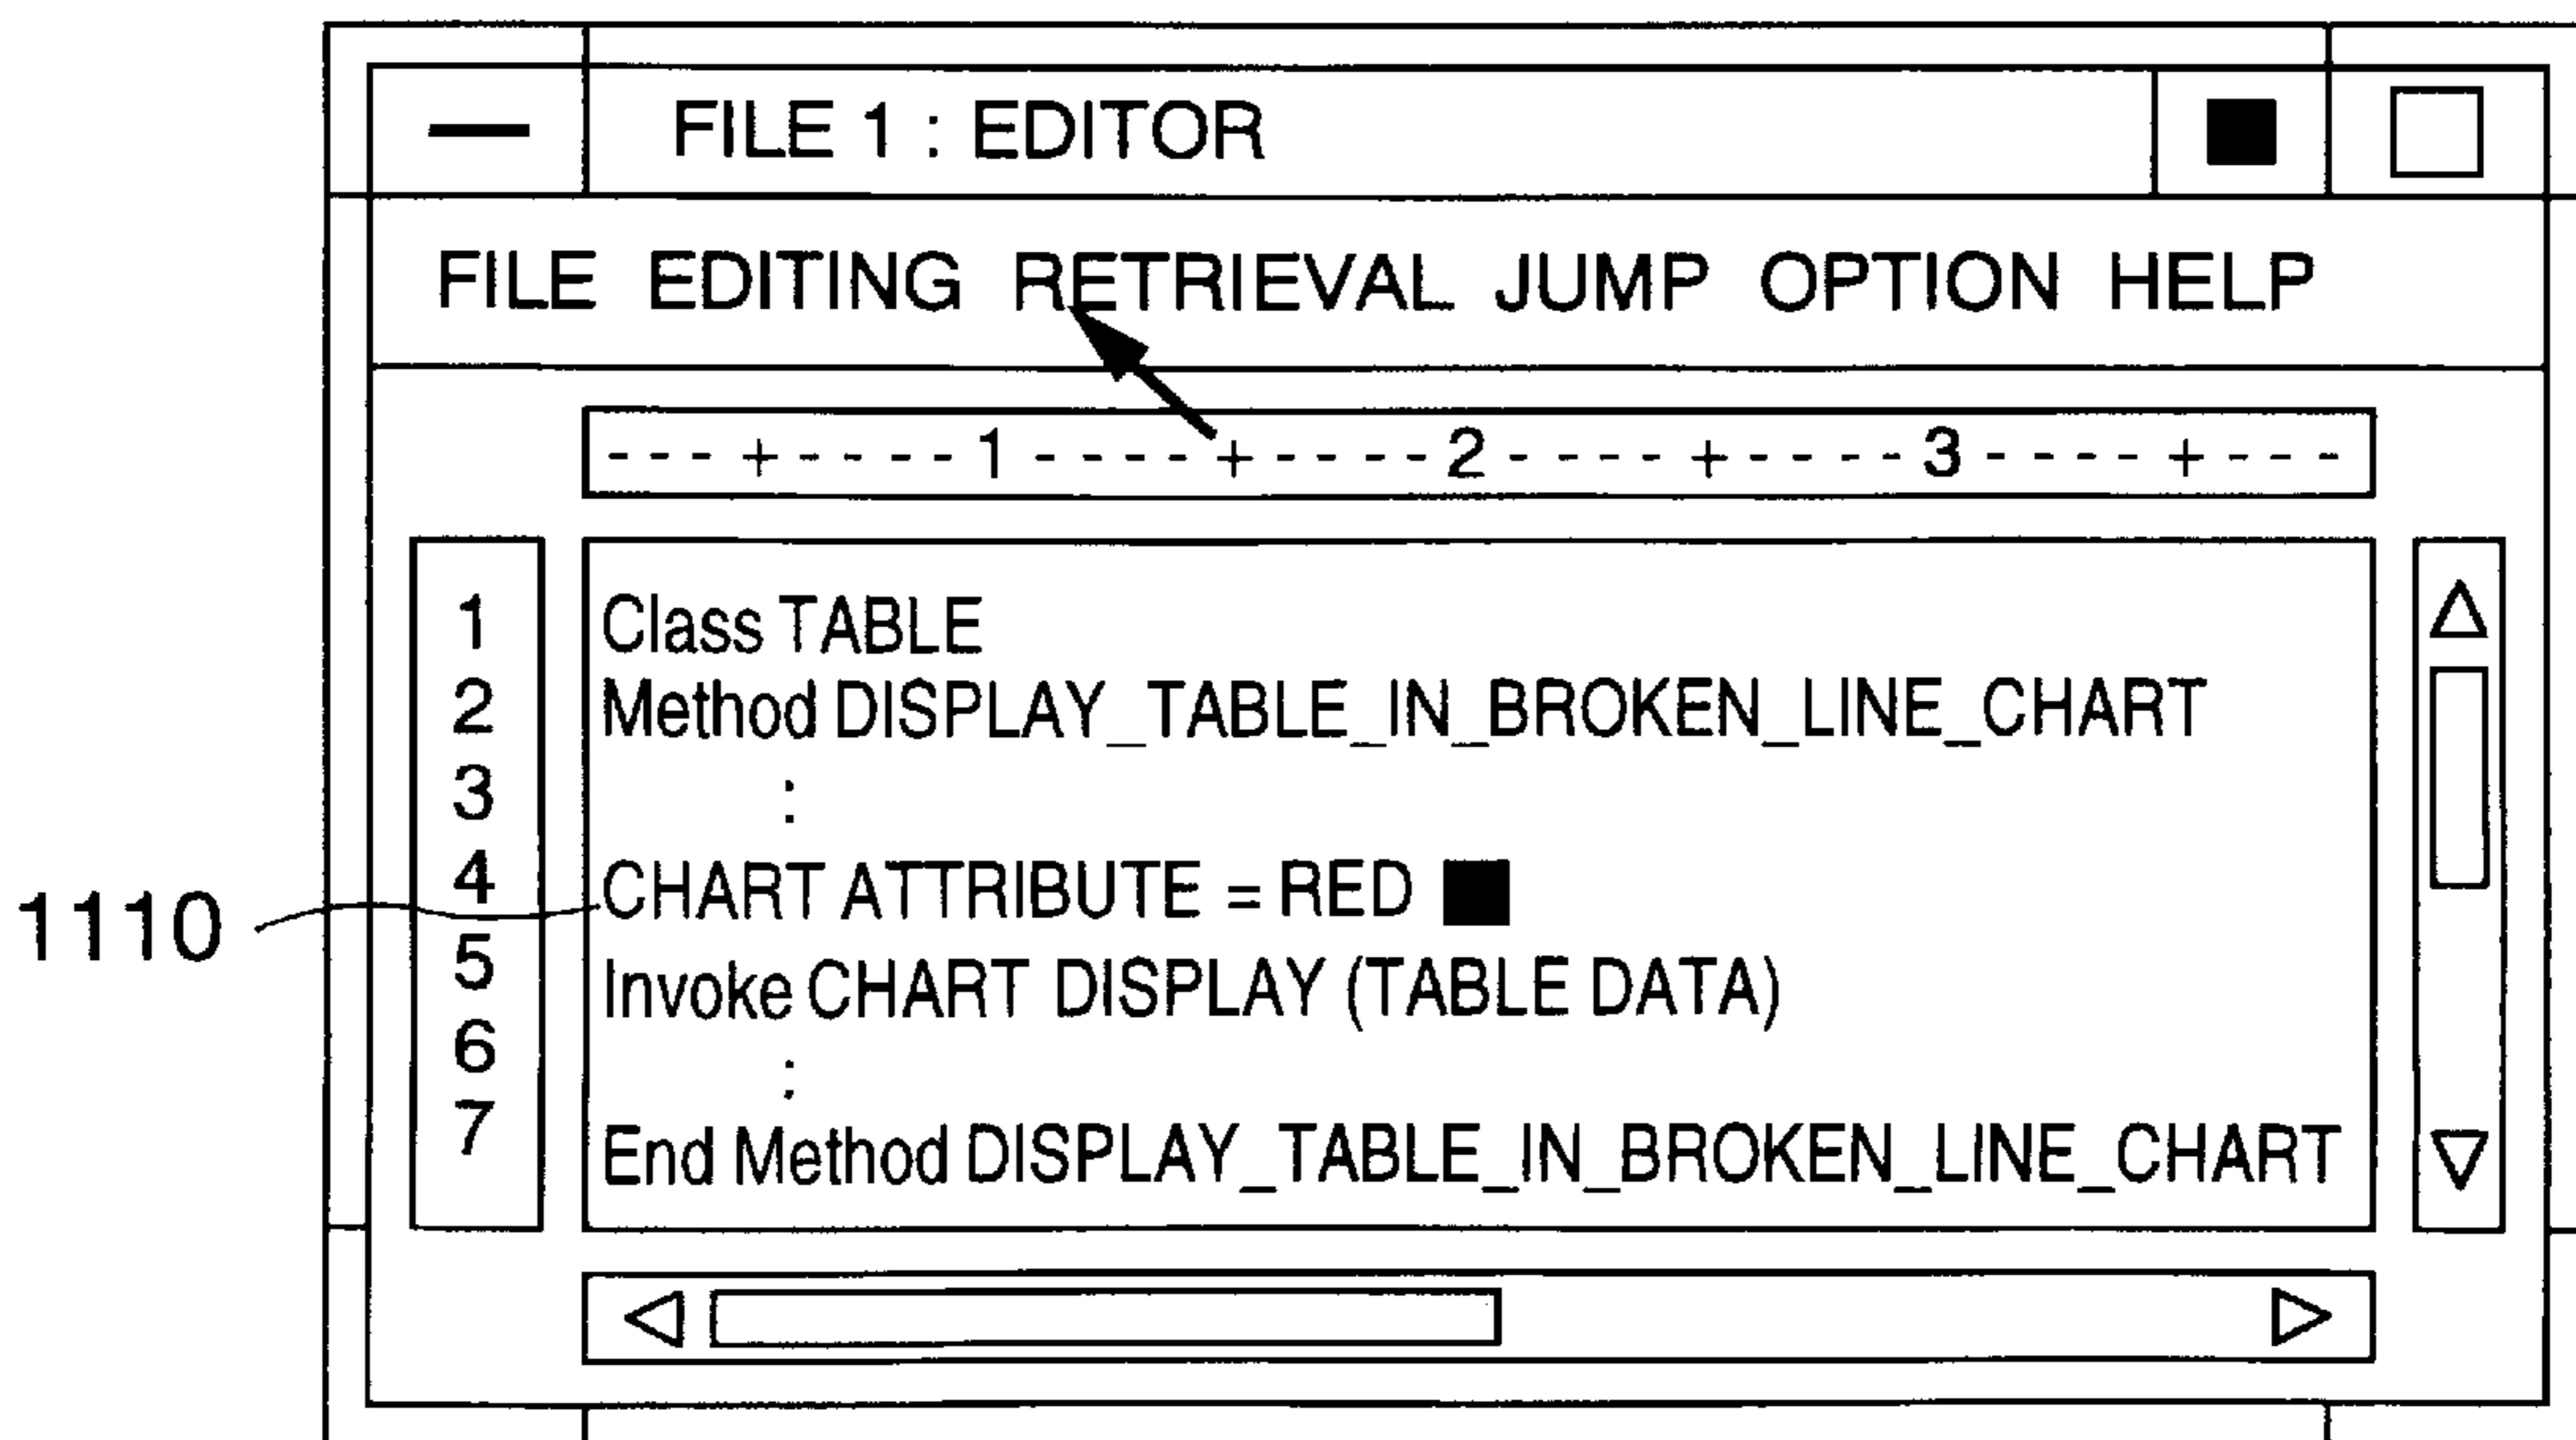 FILE 1 : EDITOR
FILE EDITING RETRIEVAL JUMP OPTION HELP
- - - + - - - - 1 - - - - + - - - - 2 - - - - + - - - - 3 - - - - + - - -
1 Class TABLE
2 Method DISPLAY_TABLE_IN_BROKEN_LINE_CHART
3 :
4 CHART ATTRIBUTE = RED
1110
5 Invoke CHART DISPLAY (TABLE DATA)
6 :
7 End Method DISPLAY_TABLE_IN_BROKEN_LINE_CHART